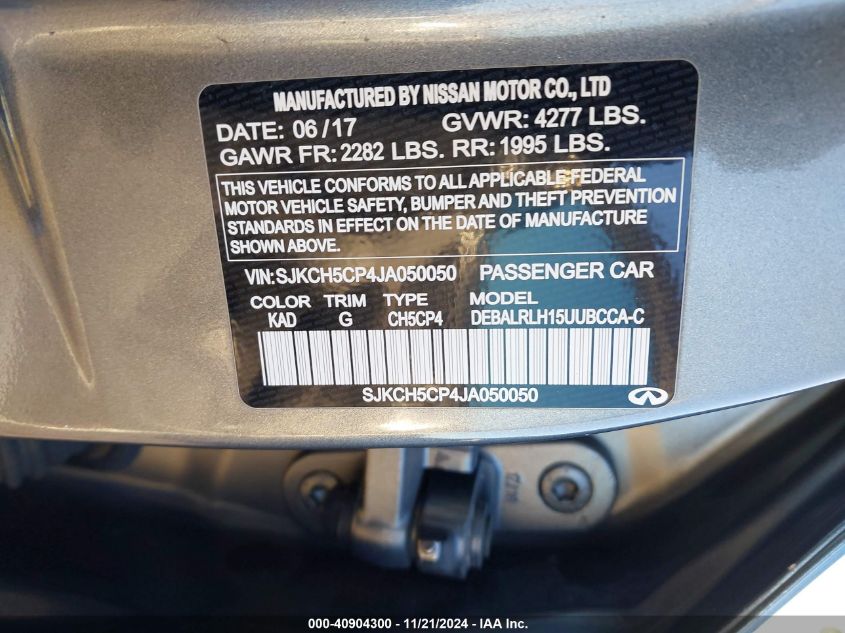 MANUFACTURED BY NISSAN MOTOR CO., LTD
DATE: 06/17 GVWR: 4277 LBS.
GAWR FR: 2282 LBS. RR: 1995 LBS.
THIS VEHICLE CONFORMS TO ALL APPLICABLE FEDERAL
MOTOR VEHICLE SAFETY, BUMPER AND THEFT PREVENTION
STANDARDS IN EFFECT ON THE DATE OF MANUFACTURE
SHOWN ABOVE.
VIN: SJKCH5CP4JA050050 PASSENGER CAR
COLOR TRIM TYPE MODEL
KAD G CH5CP4 DEBALRLH15UUBCCA-C
SJKCH5CP4JA050050
000-40904300 - 11/21/2024 - IAA Inc.